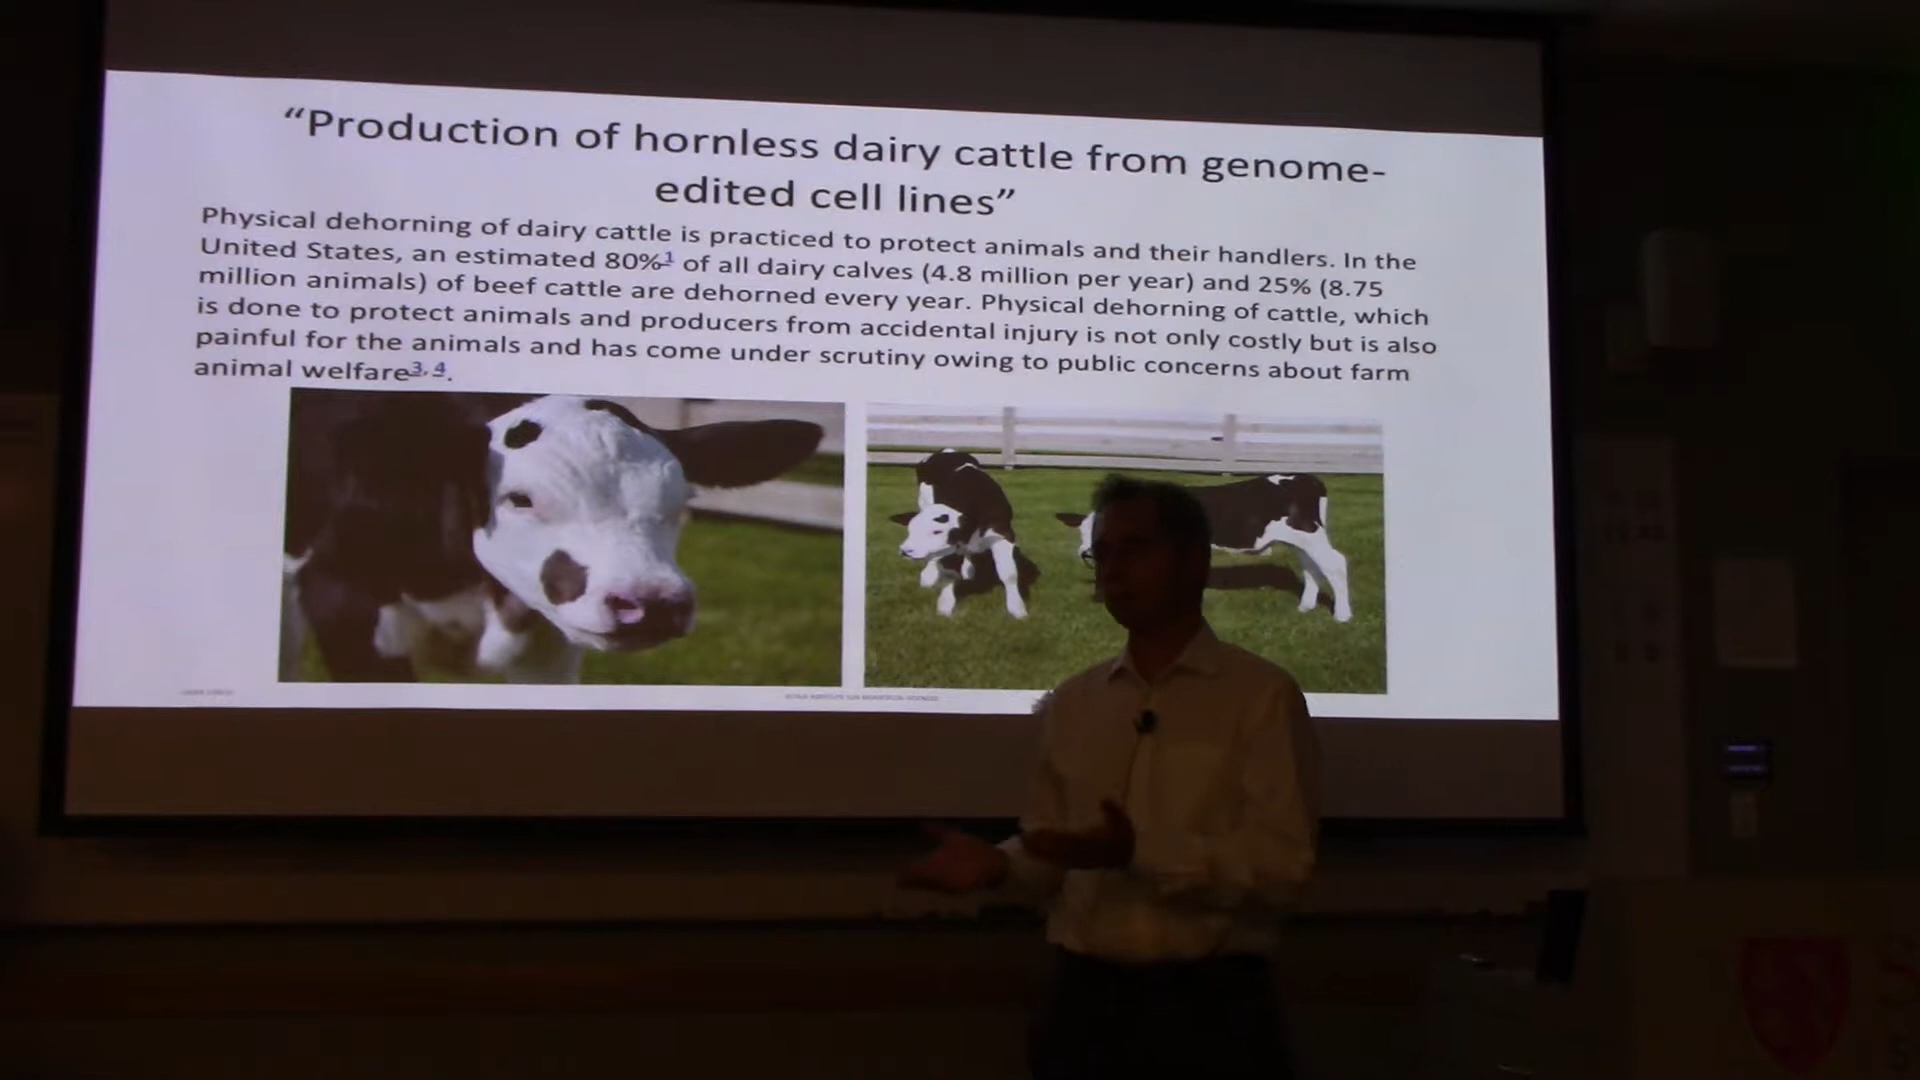 “Production of hornless dairy cattle from genome-
edited cell lines”
Physical dehorning of dairy cattle is practiced to protect animals and their handlers. In the
United States, an estimated 80%1 of all dairy calves (4.8 million per year) and 25% (8.75
million animals) of beef cattle are dehorned every year. Physical dehorning of cattle, which
is done to protect animals and producers from accidental injury is not only costly but is also
painful for the animals and has come under scrutiny owing to public concerns about farm
animal welfare3, 4.